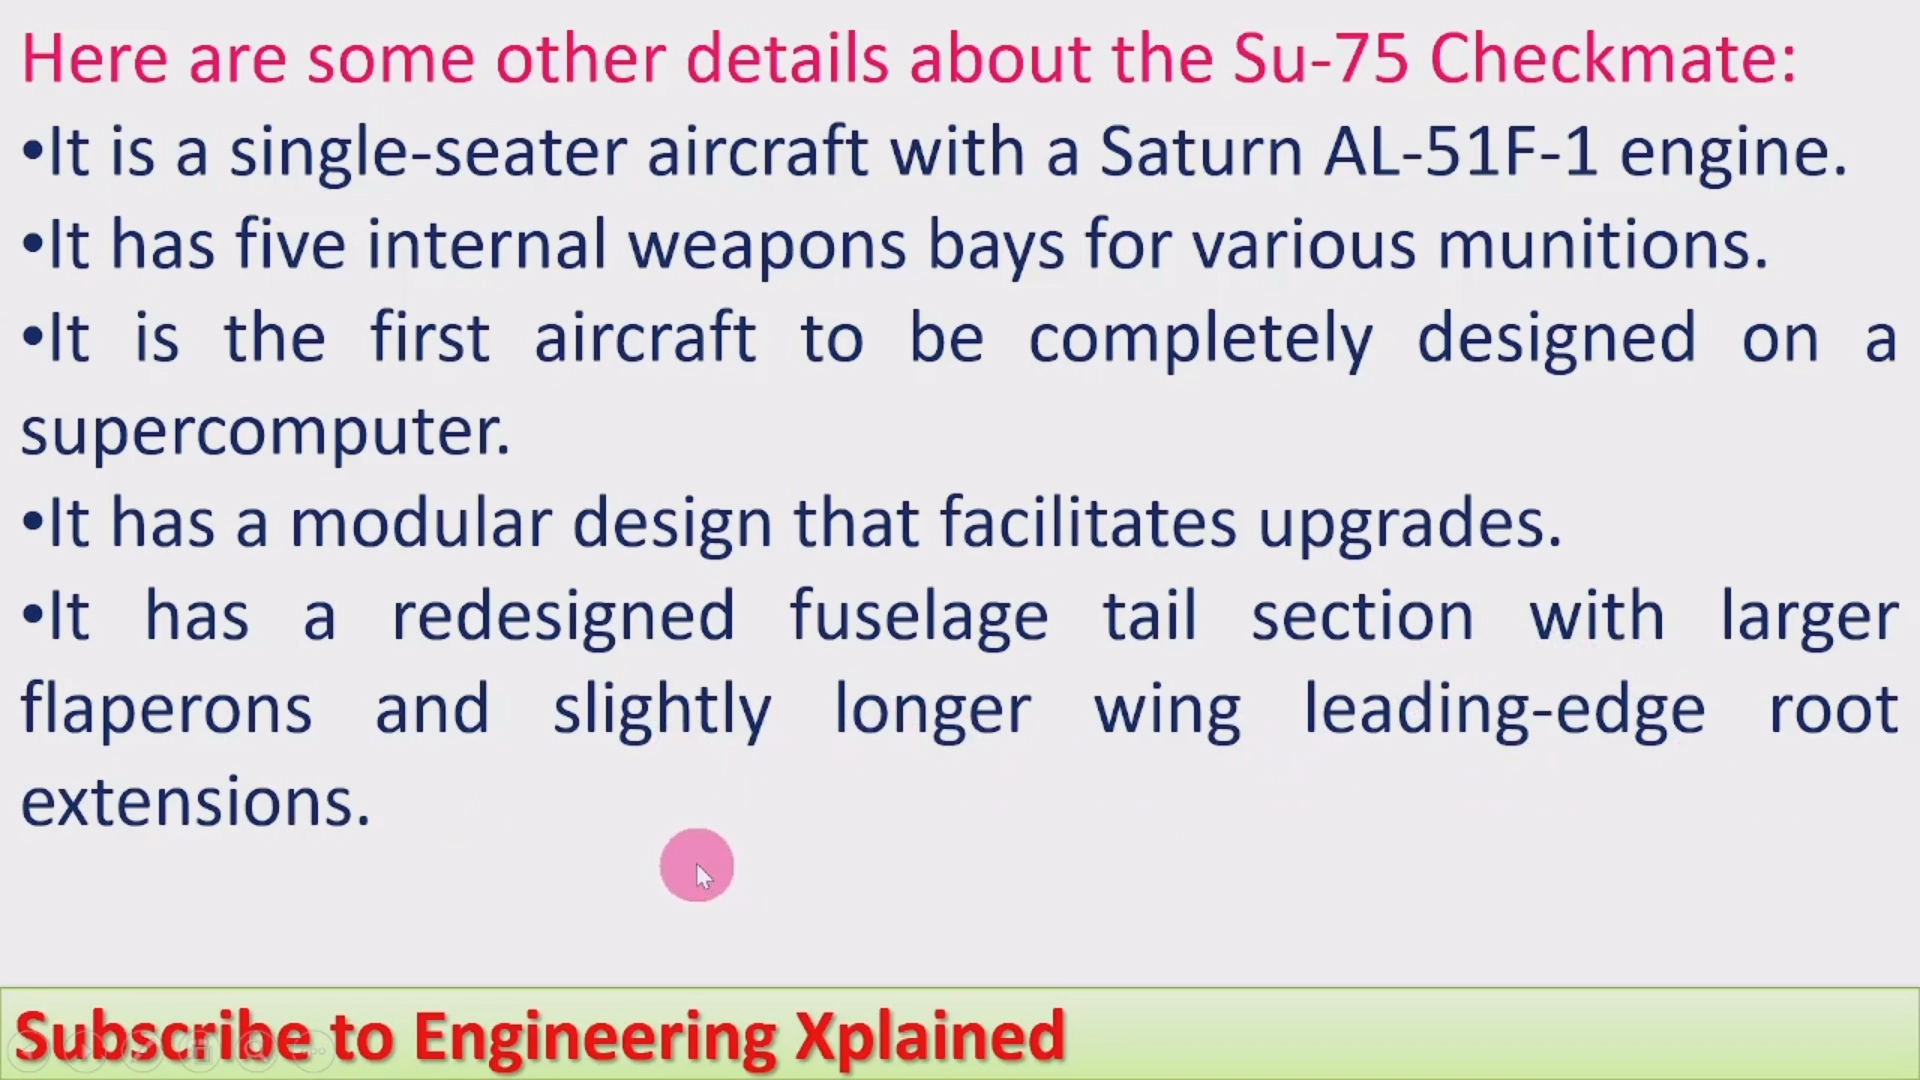 Here are some other details about the Su-75 Checkmate:
•It is a single-seater aircraft with a Saturn AL-51F-1 engine.
•It has five internal weapons bays for various munitions.
•It is the first aircraft to be completely designed on a
supercomputer.
•It has a modular design that facilitates upgrades.
•It has a redesigned fuselage tail section with larger
flaperons and slightly longer wing leading-edge root
extensions.
Subscribe to Engineering Xplained